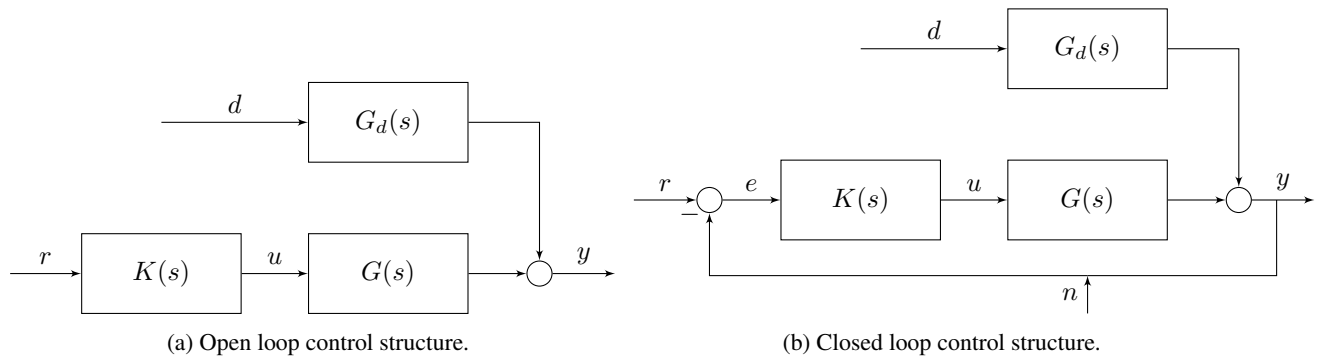 d
G_d(s)
r
K(s)
u
G(s)
y
(a) Open loop control structure.
d
G_d(s)
r
−
e
K(s)
u
G(s)
y
n
(b) Closed loop control structure.